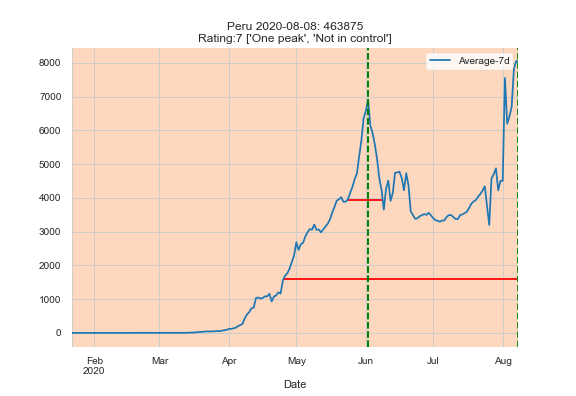 Peru 2020-08-08: 463875
Rating:7 ['One peak', 'Not in control']
Average-7d
8000
7000
6000
5000
4000
3000
2000
1000
0
Feb Mar Apr May Jun Jul Aug
2020
Date